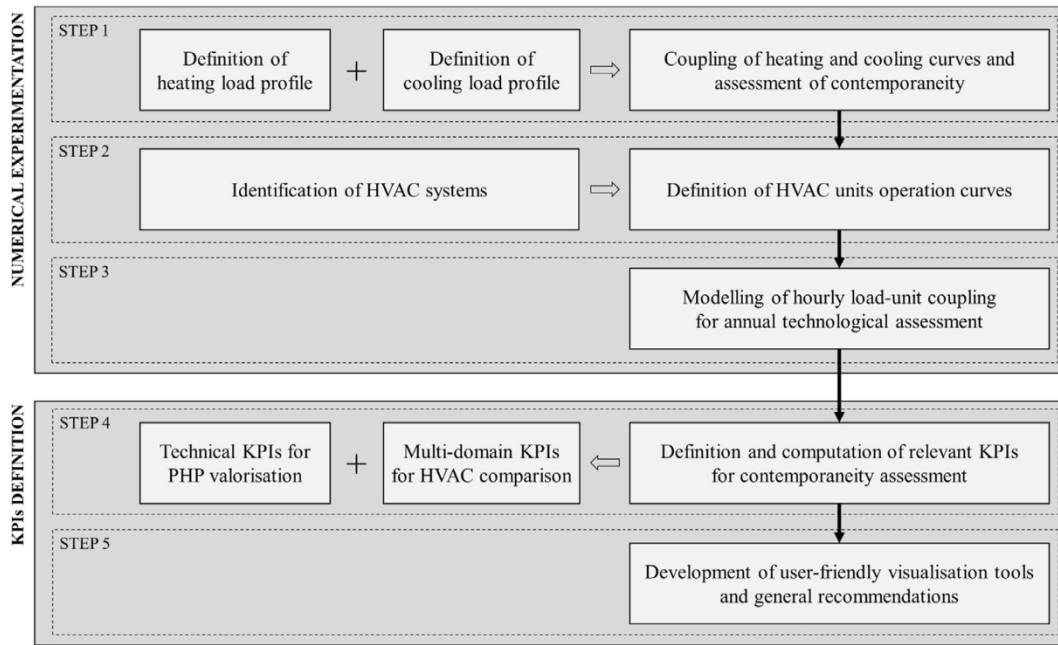 NUMERICAL EXPERIMENTATION
STEP 1
Definition of
heating load profile
+
Definition of
cooling load profile
Coupling of heating and cooling curves and
assessment of contemporaneity
STEP 2
Identification of HVAC systems
Definition of HVAC units operation curves
STEP 3
Modelling of hourly load-unit coupling
for annual technological assessment
KPIs DEFINITION
STEP 4
Technical KPIs for
PHP valorisation
+
Multi-domain KPIs
for HVAC comparison
Definition and computation of relevant KPIs
for contemporaneity assessment
STEP 5
Development of user-friendly visualisation tools
and general recommendations